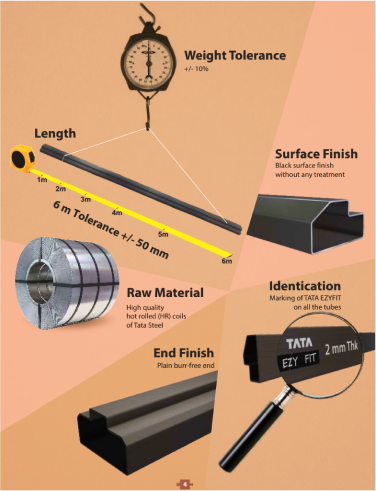 Weight Tolerance
+/- 10%
Length
1m
2m
3m
4m
5m
6m
6 m Tolerance +/- 50 mm
Surface Finish
Black surface finish
without any treatment
Raw Material
High quality
hot rolled (HR) coils
of Tata Steel
Identication
Marking of TATA EZYFIT
on all the tubes
TATA
EZY FIT
2 mm Thk
End Finish
Plain burr-free end
4